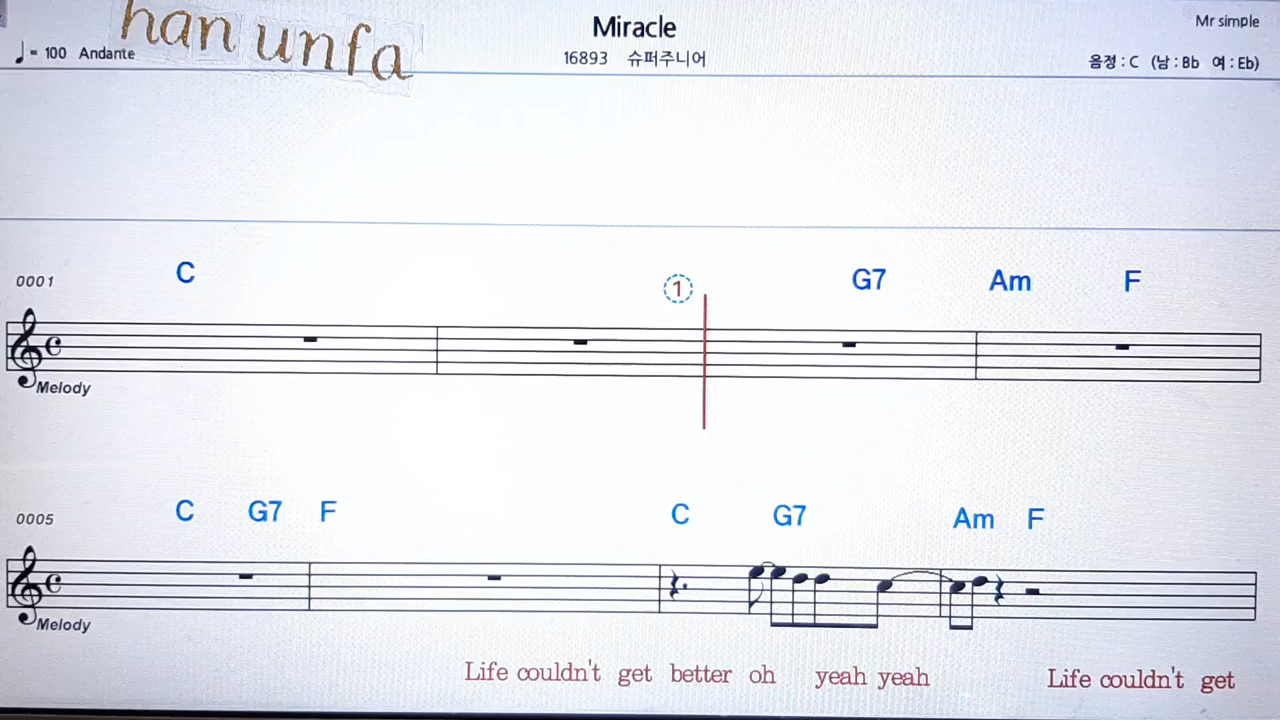 han unfa
Miracle
Mr simple
♩= 100 Andante
16893 슈퍼주니어
음정 : C (남 : Bb 여 : Eb)
0001
C ① G7 Am F
Melody
0005
C G7 F C G7 Am F
Melody
Life couldn't get better oh yeah yeah Life couldn't get